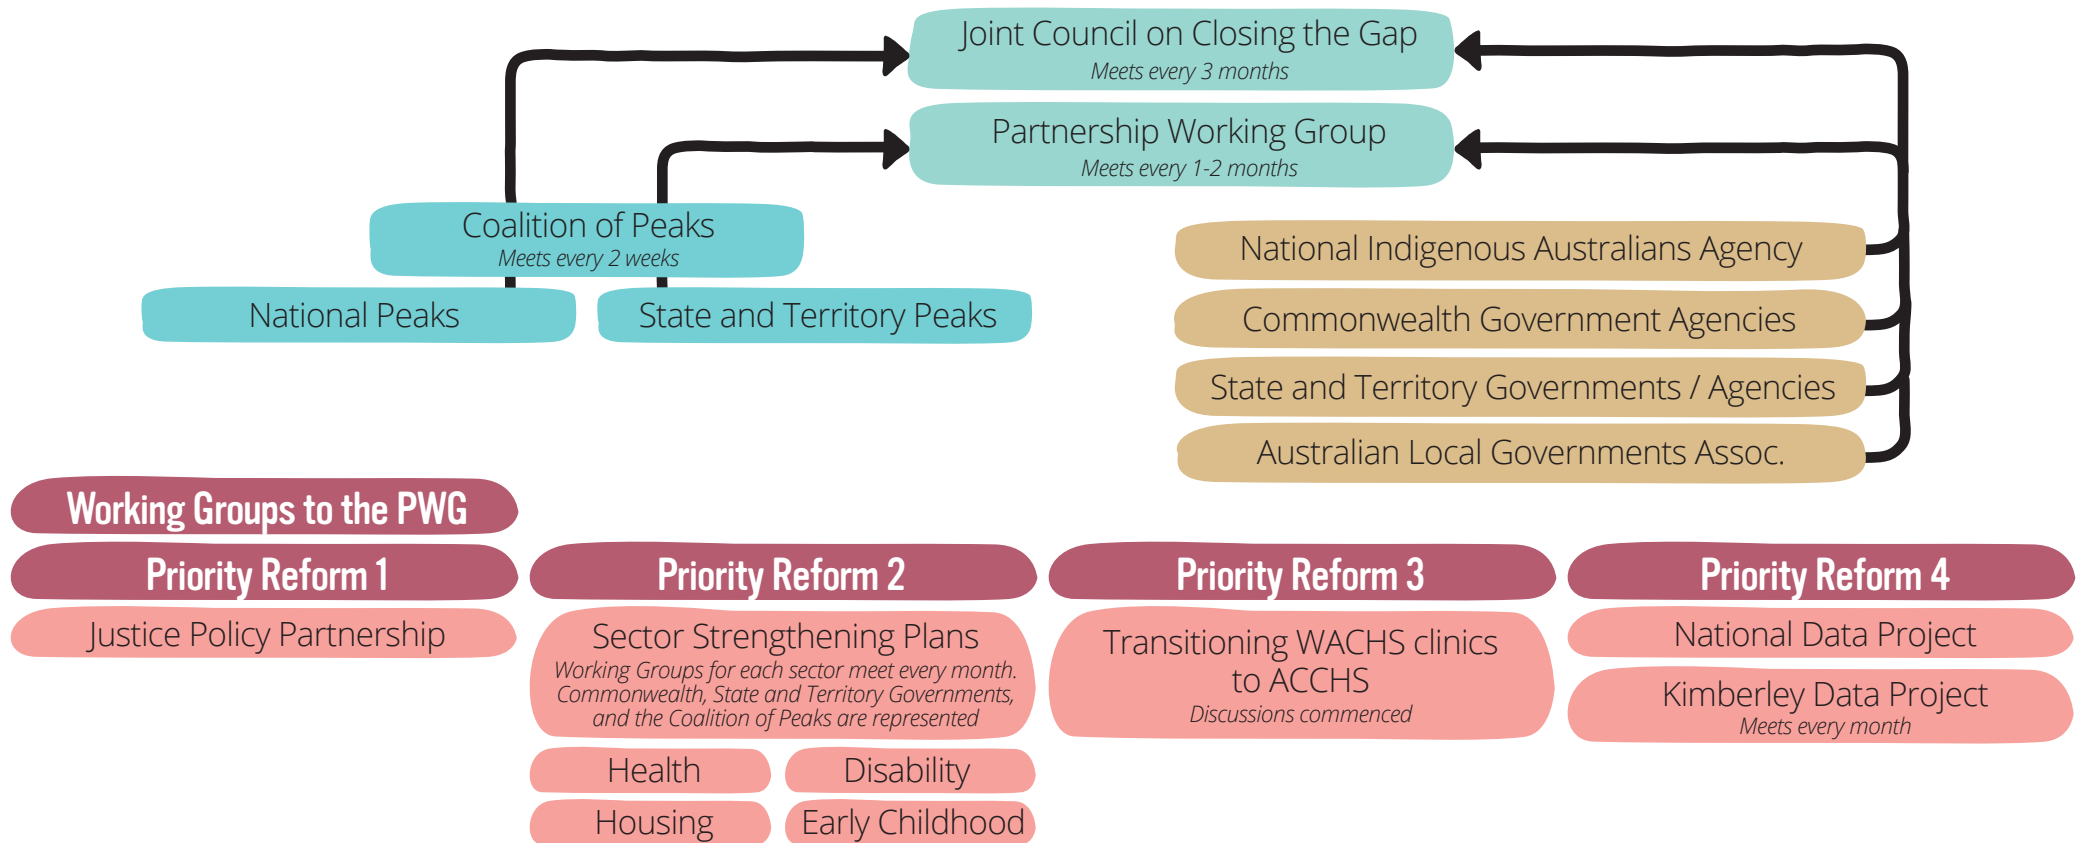 Joint Council on Closing the Gap
Meets every 3 months
Partnership Working Group
Meets every 1-2 months
Coalition of Peaks
Meets every 2 weeks
National Peaks
State and Territory Peaks
National Indigenous Australians Agency
Commonwealth Government Agencies
State and Territory Governments / Agencies
Australian Local Governments Assoc.
Working Groups to the PWG
Priority Reform 1
Justice Policy Partnership
Priority Reform 2
Sector Strengthening Plans
Working Groups for each sector meet every month.
Commonwealth, State and Territory Governments,
and the Coalition of Peaks are represented
Health
Disability
Housing
Early Childhood
Priority Reform 3
Transitioning WACHS clinics
to ACCHS
Discussions commenced
Priority Reform 4
National Data Project
Kimberley Data Project
Meets every month